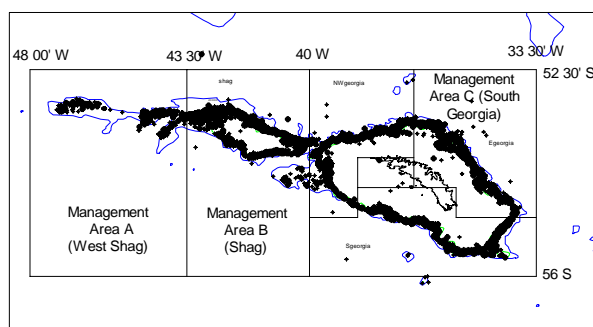 48 00' W
43 30' W
40 W
33 30' W
52 30' S
shag
NWgeorgia
Management
Area C (South
Georgia)
Egeorgia
Management
Area A
(West Shag)
Management
Area B
(Shag)
Sgeorgia
56 S